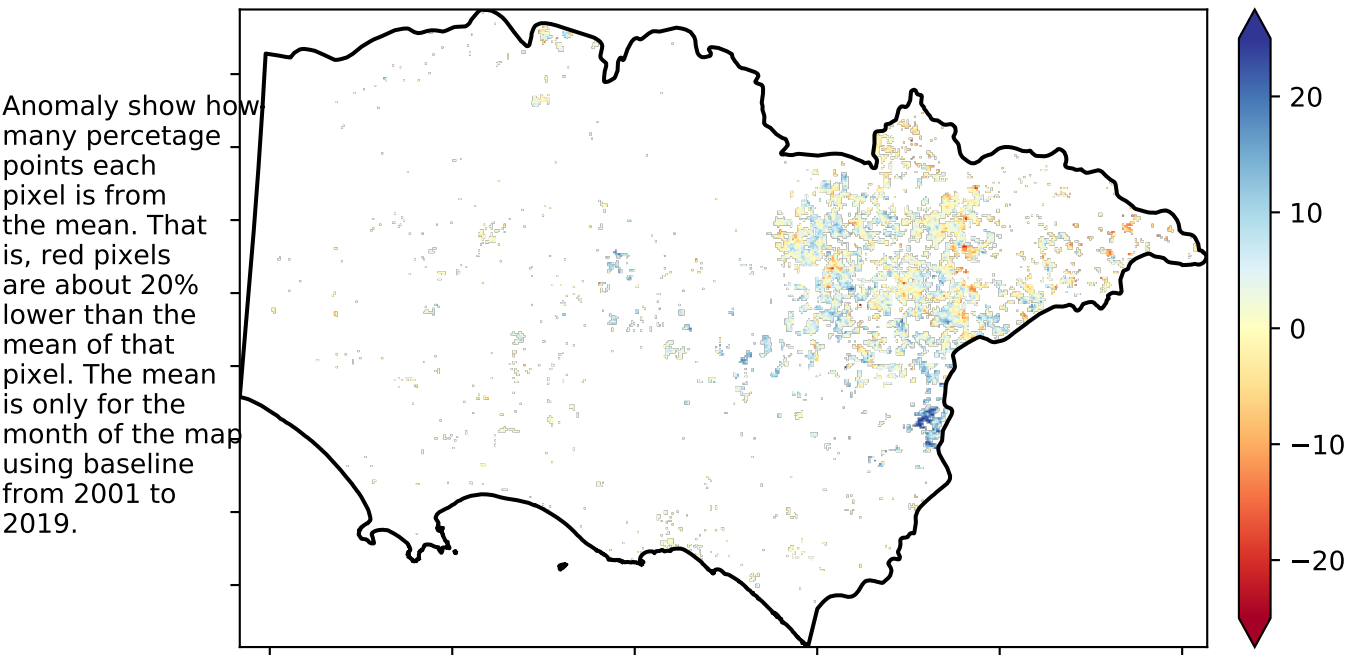 Anomaly show how
many percetage
points each
pixel is from
the mean. That
is, red pixels
are about 20%
lower than the
mean of that
pixel. The mean
is only for the
month of the map
using baseline
from 2001 to
2019.
20
10
0
−10
−20